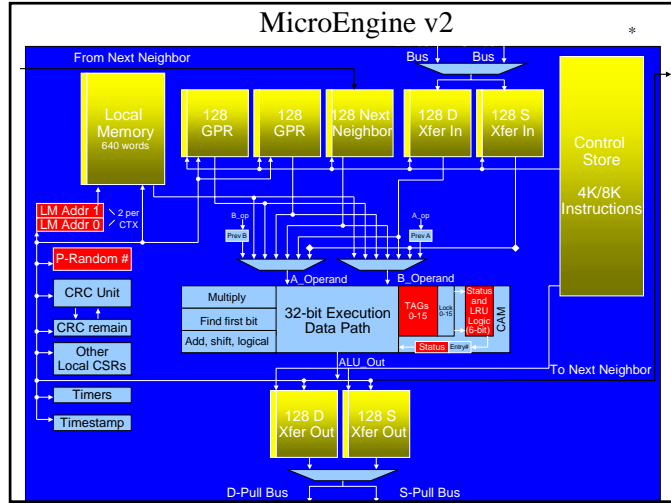 MicroEngine v2
*
From Next Neighbor
Bus Bus
Local
Memory
640 words
128
GPR
128
GPR
128 Next
Neighbor
128 D
Xfer In
128 S
Xfer In
Control
Store
4K/8K
Instructions
LM Addr 1
LM Addr 0
2 per
CTX
P-Random #
CRC Unit
CRC remain
Other
Local CSRs
Timers
Timestamp
B_op
Prev B
A_op
Prev A
A_Operand
B_Operand
Multiply
Find first bit
Add, shift, logical
32-bit Execution
Data Path
TAGs
0-15
Lock
0-15
Status
and
LRU
Logic
(6-bit)
CAM
Status
Entry#
ALU_Out
To Next Neighbor
128 D
Xfer Out
128 S
Xfer Out
D-Pull Bus
S-Pull Bus